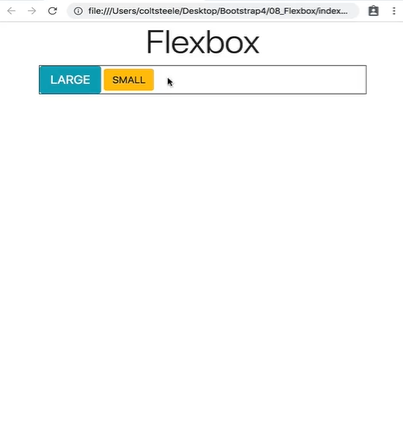 file:///Users/coltsteele/Desktop/Bootstrap4/08_Flexbox/index...
Flexbox
LARGE SMALL